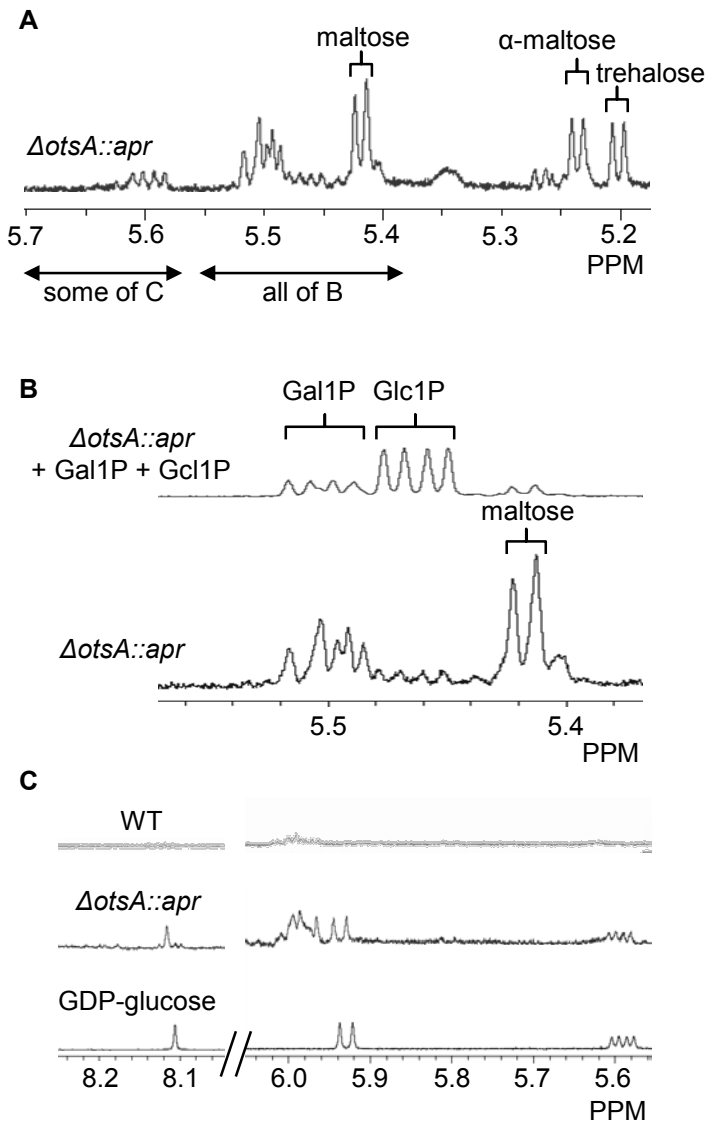 A
maltose
α-maltose
trehalose
ΔotsA::apr
5.7 5.6 5.5 5.4 5.3 5.2
PPM
some of C
all of B
B
Gal1P Glc1P
ΔotsA::apr
+ Gal1P + Gcl1P
maltose
ΔotsA::apr
5.5 5.4
PPM
C
WT
ΔotsA::apr
GDP-glucose
8.2 8.1 6.0 5.9 5.8 5.7 5.6
PPM